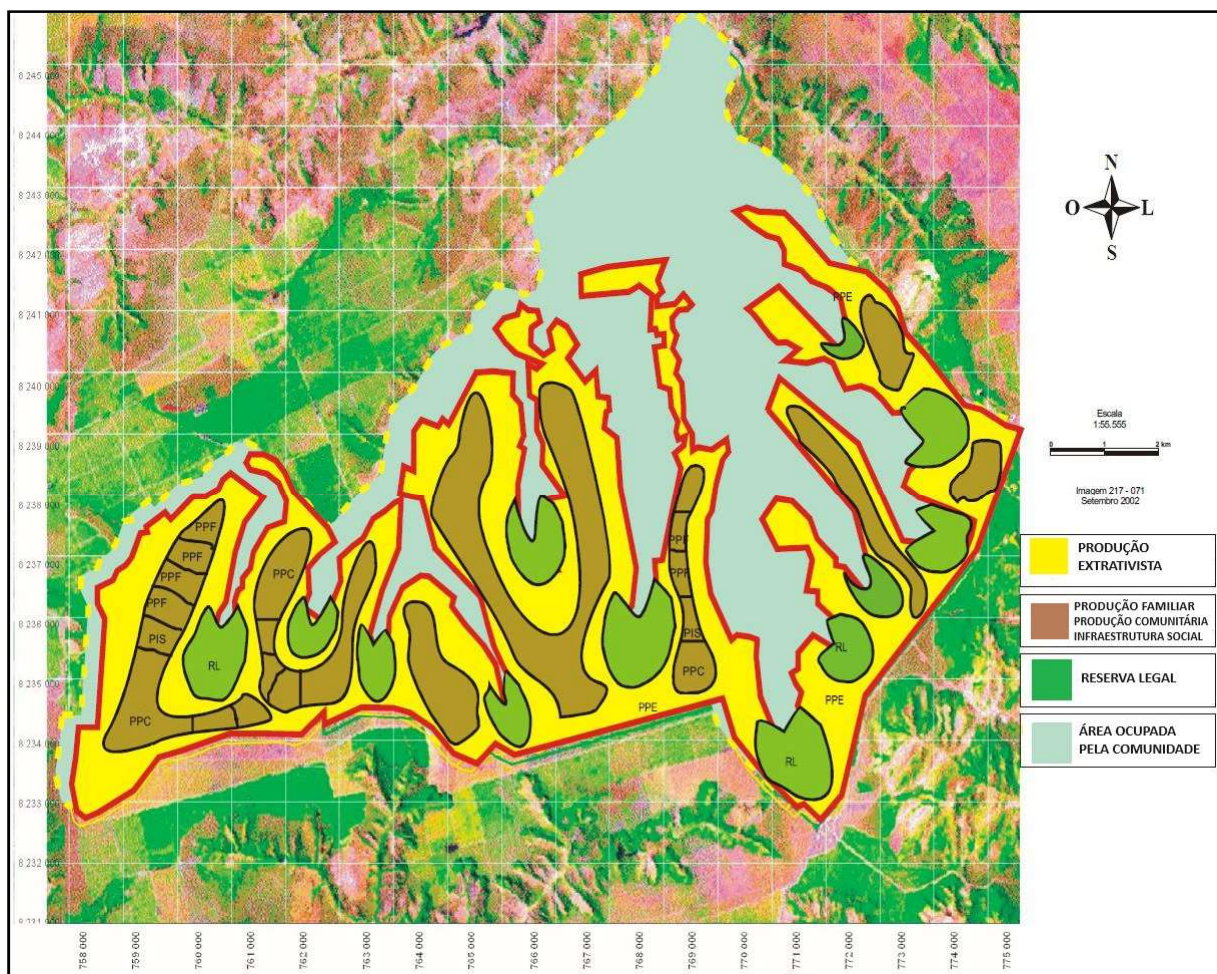 8 245 000
8 244 000
8 243 000
8 242 000
8 241 000
8 240 000
8 239 000
8 238 000
8 237 000
8 236 000
8 235 000
8 234 000
8 233 000
8 232 000
PPE
PPF
PPF
PPF
PPF
PIS
PPC
RL
PPC
PPF
PPF
PIS
PPC
PPE
RL
PPE
RL
758 000
759 000
760 000
761 000
762 000
763 000
764 000
765 000
766 000
767 000
768 000
769 000
770 000
771 000
772 000
773 000
774 000
775 000
N
O L
S
Escala
1:55.555
0 1 2 km
Imagem 217 - 071
Setembro 2002
PRODUÇÃO
EXTRATIVISTA
PRODUÇÃO FAMILIAR
PRODUÇÃO COMUNITÁRIA
INFRAESTRUTURA SOCIAL
RESERVA LEGAL
ÁREA OCUPADA
PELA COMUNIDADE